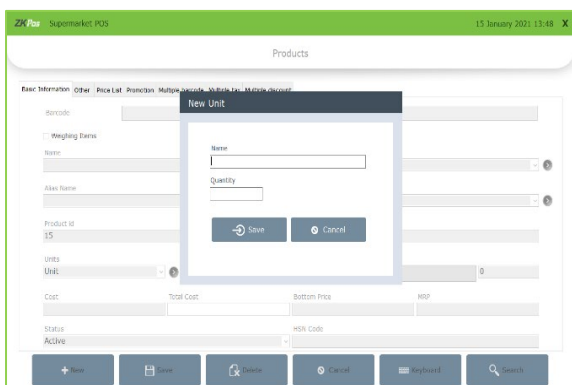 ZKPos Supermarket POS 15 January 2021 13:48 X
Products
Basic Information Other Price List Promotion Multiple barcode Multiple tax Multiple discount
New Unit
Barcode
Weighing Items
Name
Name
Quantity
Alias Name
Save Cancel
Product Id
15
Units
Unit 0
Cost Total Cost Bottom Price MRP
Status HSN Code
Active
New Save Delete Cancel Keyboard Search